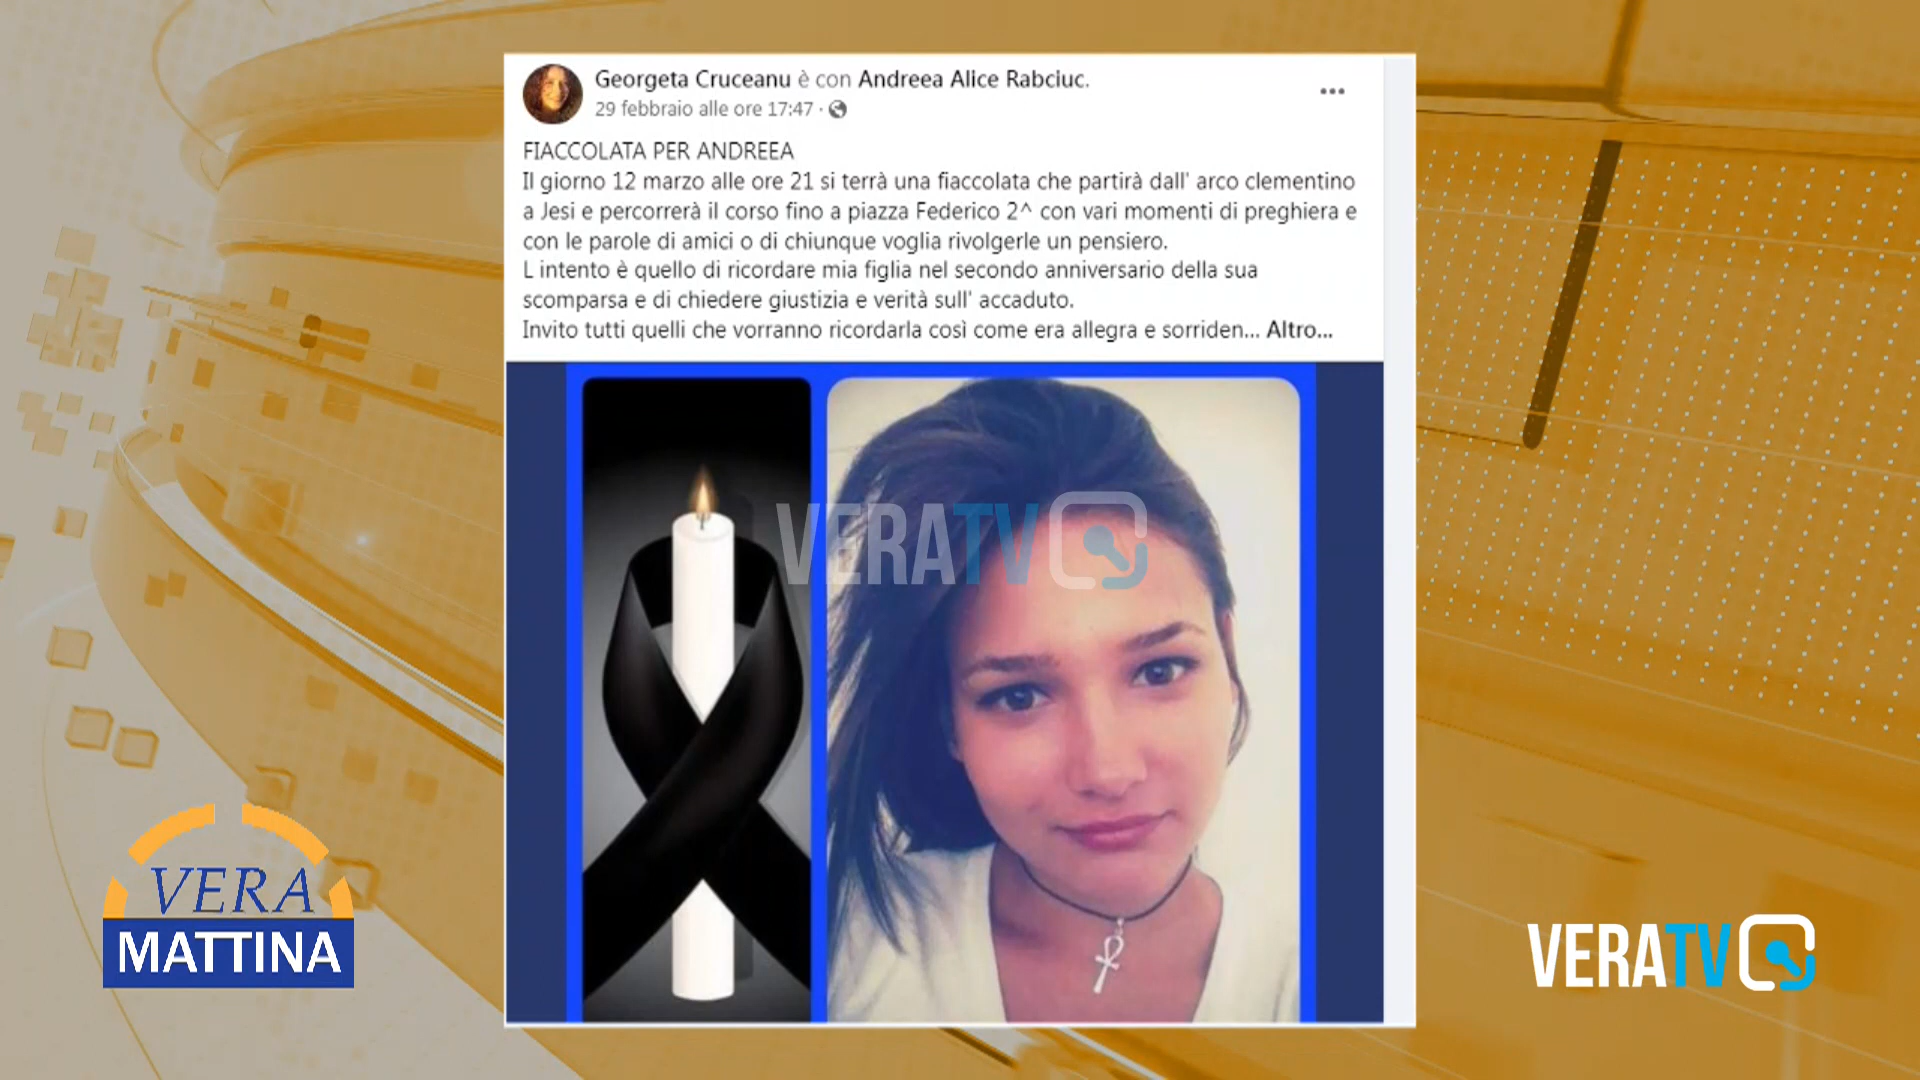 Georgeta Cruceanu è con Andreea Alice Rabciuc.
29 febbraio alle ore 17:47 ·
FIACCOLATA PER ANDREEA
Il giorno 12 marzo alle ore 21 si terrà una fiaccolata che partirà dall' arco clementino
a Jesi e percorrerà il corso fino a piazza Federico 2^ con vari momenti di preghiera e
con le parole di amici o di chiunque voglia rivolgerle un pensiero.
L intento è quello di ricordare mia figlia nel secondo anniversario della sua
scomparsa e di chiedere giustizia e verità sull' accaduto.
Invito tutti quelli che vorranno ricordarla così come era allegra e sorriden... Altro...
VERATV
VERA
MATTINA
VERATV